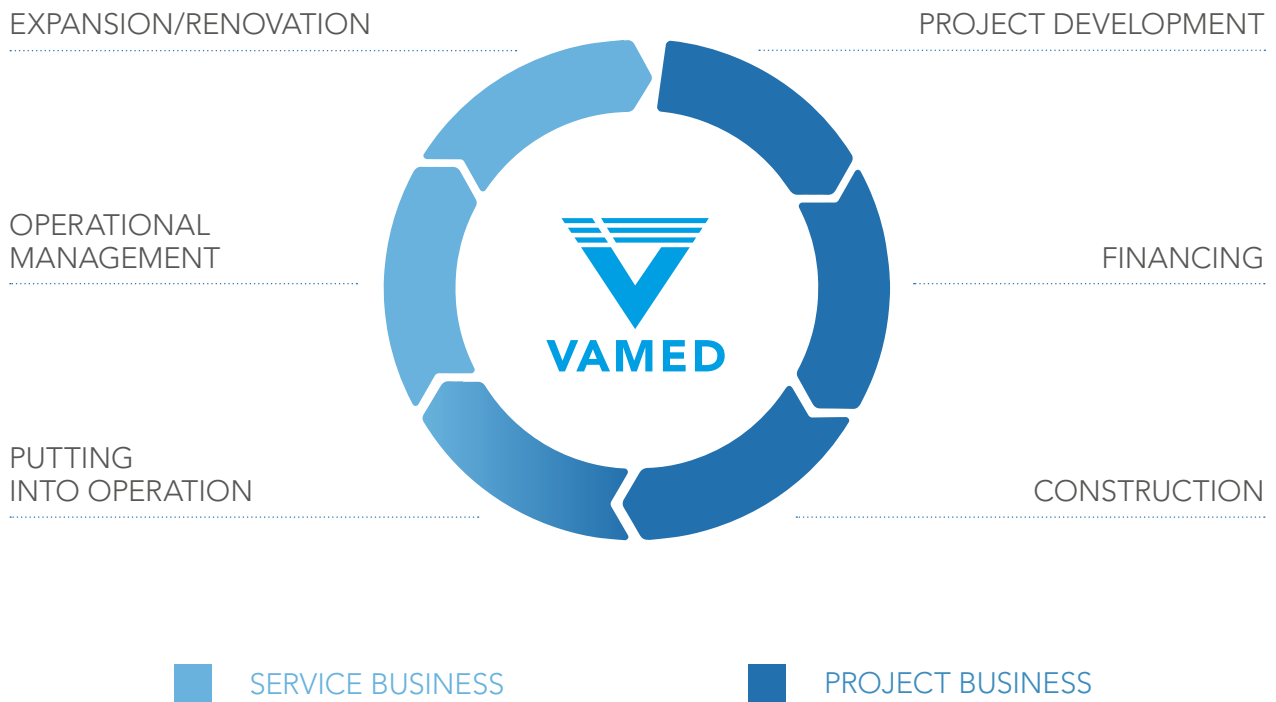 EXPANSION/RENOVATION
PROJECT DEVELOPMENT
OPERATIONAL
MANAGEMENT
FINANCING
VAMED
PUTTING
INTO OPERATION
CONSTRUCTION
SERVICE BUSINESS
PROJECT BUSINESS